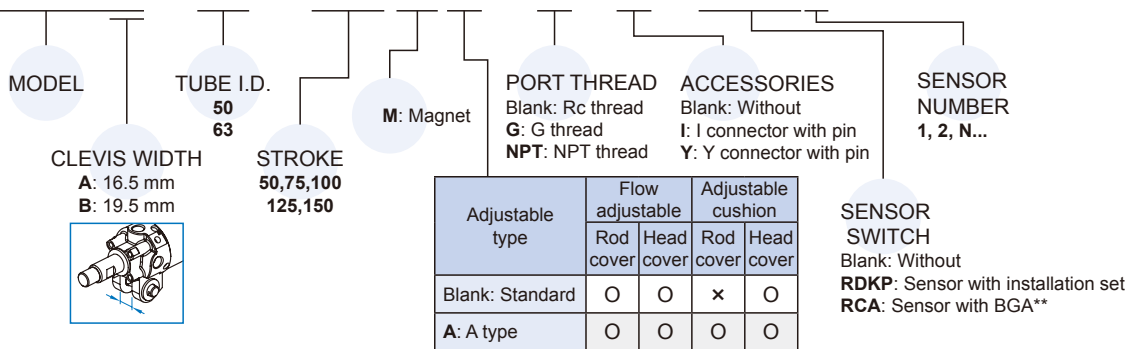 MODEL
CLEVIS WIDTH
A: 16.5 mm
B: 19.5 mm
TUBE I.D.
50
63
STROKE
50,75,100
125,150
M: Magnet
PORT THREAD
Blank: Rc thread
G: G thread
NPT: NPT thread
ACCESSORIES
Blank: Without
I: I connector with pin
Y: Y connector with pin
SENSOR
NUMBER
1, 2, N...
SENSOR
SWITCH
Blank: Without
RDKP: Sensor with installation set
RCA: Sensor with BGA**
Adjustable type Flow adjustable Adjustable cushion
Rod cover Head cover Rod cover Head cover
Blank: Standard O O × O
A: A type O O O O